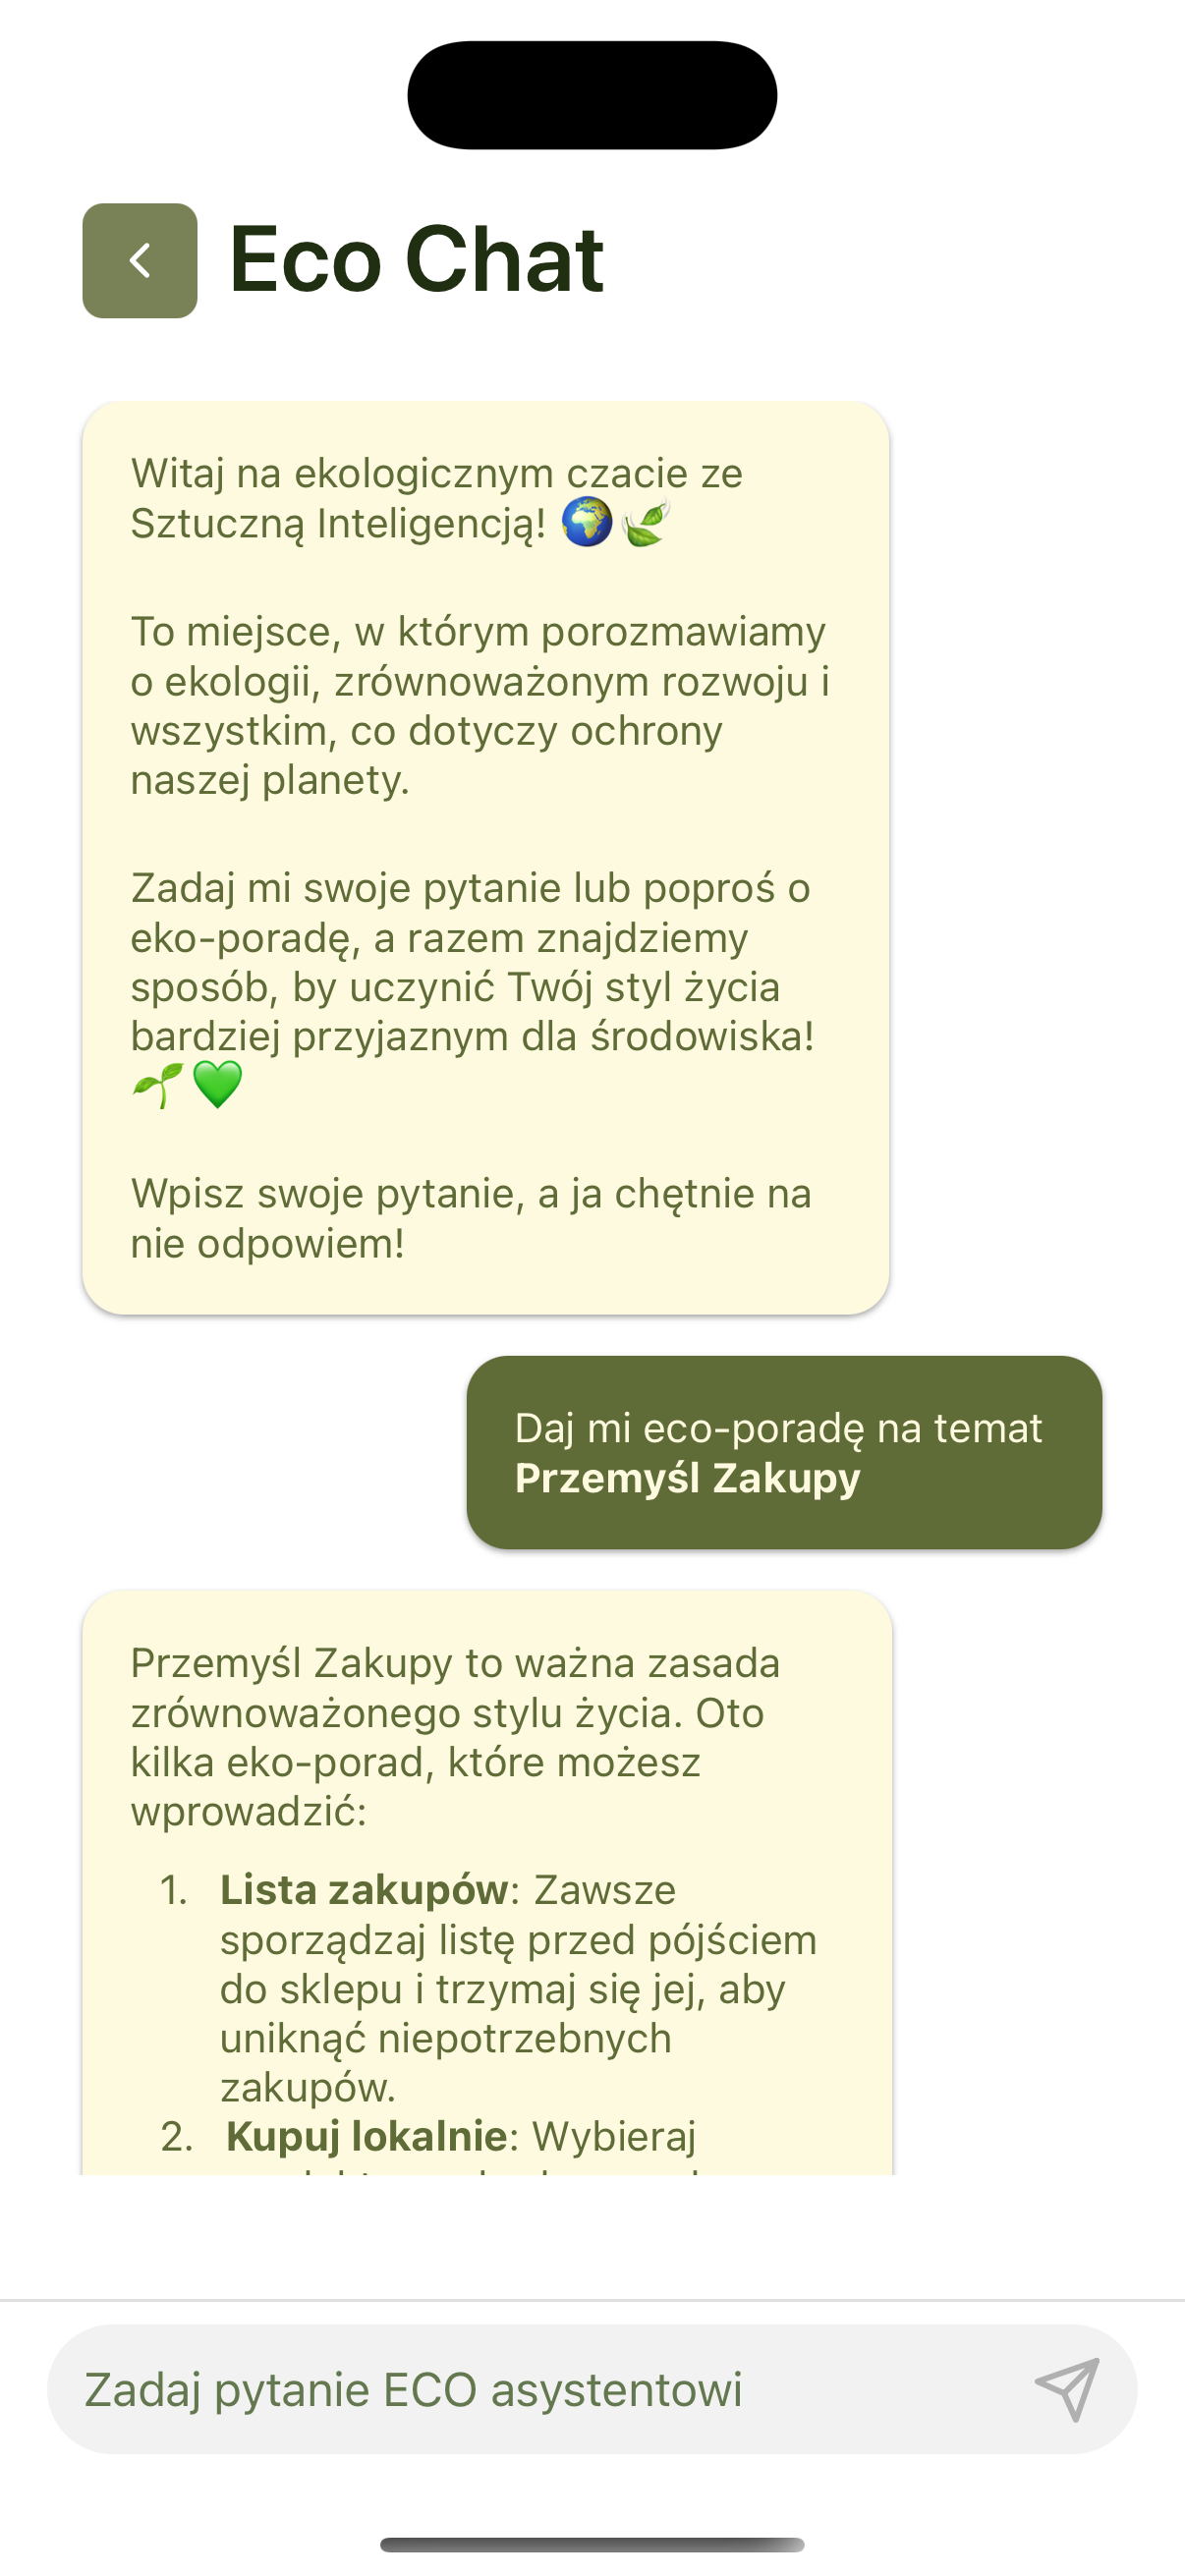 Eco Chat
Witaj na ekologicznym czacie ze
Sztuczną Inteligencją! 🌍🍃
To miejsce, w którym porozmawiamy
o ekologii, zrównoważonym rozwoju i
wszystkim, co dotyczy ochrony
naszej planety.
Zadaj mi swoje pytanie lub poproś o
eko-poradę, a razem znajdziemy
sposób, by uczynić Twój styl życia
bardziej przyjaznym dla środowiska!
🌱💚
Wpisz swoje pytanie, a ja chętnie na
nie odpowiem!
Daj mi eco-poradę na temat
Przemyśl Zakupy
Przemyśl Zakupy to ważna zasada
zrównoważonego stylu życia. Oto
kilka eko-porad, które możesz
wprowadzić:
1. Lista zakupów: Zawsze
sporządzaj listę przed pójściem
do sklepu i trzymaj się jej, aby
uniknąć niepotrzebnych
zakupów.
2. Kupuj lokalnie: Wybieraj
Zadaj pytanie ECO asystentowi